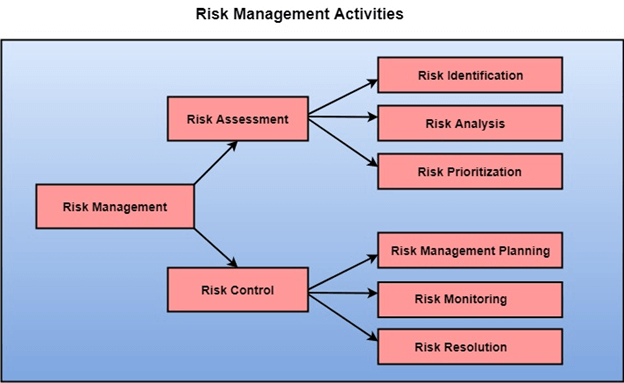 Risk Management Activities
Risk Identification
Risk Assessment
Risk Analysis
Risk Prioritization
Risk Management
Risk Management Planning
Risk Control
Risk Monitoring
Risk Resolution